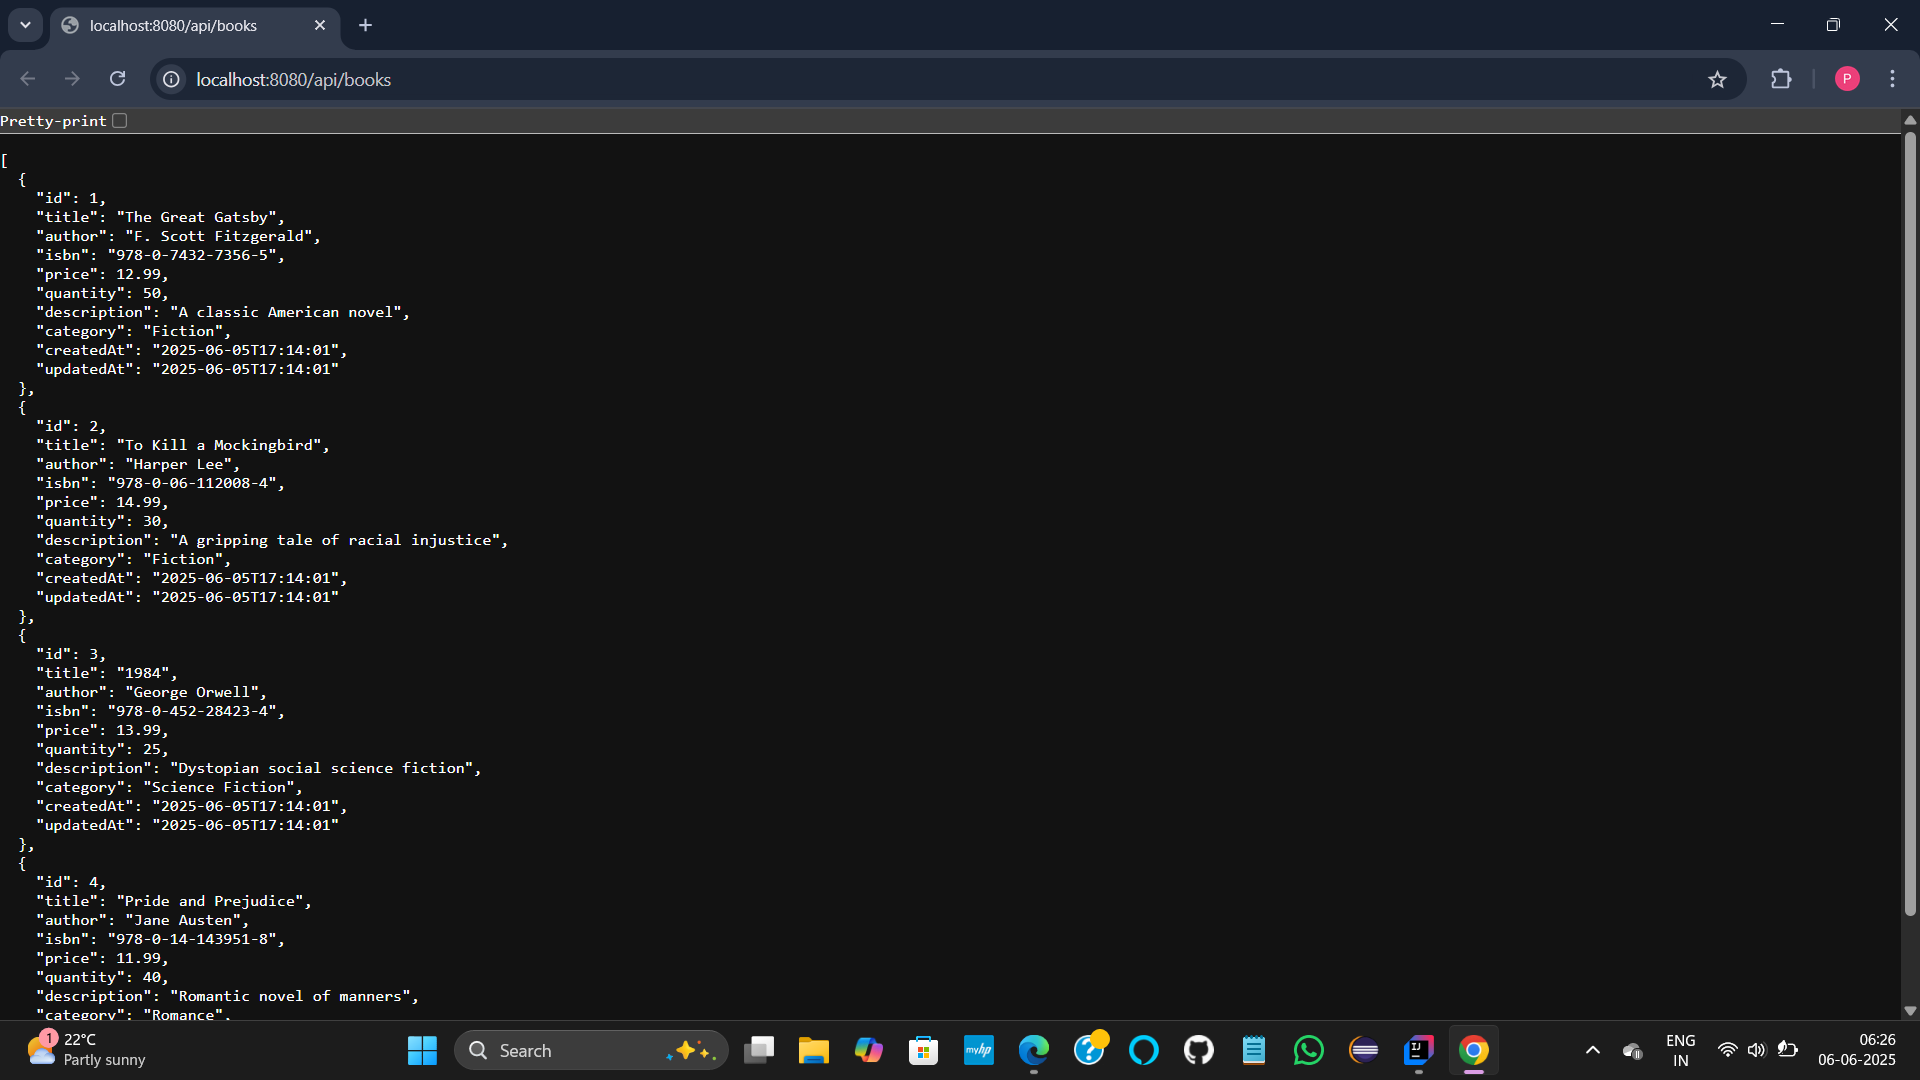 localhost:8080/api/books
localhost:8080/api/books
P
Pretty-print
[
  {
    "id": 1,
    "title": "The Great Gatsby",
    "author": "F. Scott Fitzgerald",
    "isbn": "978-0-7432-7356-5",
    "price": 12.99,
    "quantity": 50,
    "description": "A classic American novel",
    "category": "Fiction",
    "createdAt": "2025-06-05T17:14:01",
    "updatedAt": "2025-06-05T17:14:01"
  },
  {
    "id": 2,
    "title": "To Kill a Mockingbird",
    "author": "Harper Lee",
    "isbn": "978-0-06-112008-4",
    "price": 14.99,
    "quantity": 30,
    "description": "A gripping tale of racial injustice",
    "category": "Fiction",
    "createdAt": "2025-06-05T17:14:01",
    "updatedAt": "2025-06-05T17:14:01"
  },
  {
    "id": 3,
    "title": "1984",
    "author": "George Orwell",
    "isbn": "978-0-452-28423-4",
    "price": 13.99,
    "quantity": 25,
    "description": "Dystopian social science fiction",
    "category": "Science Fiction",
    "createdAt": "2025-06-05T17:14:01",
    "updatedAt": "2025-06-05T17:14:01"
  },
  {
    "id": 4,
    "title": "Pride and Prejudice",
    "author": "Jane Austen",
    "isbn": "978-0-14-143951-8",
    "price": 11.99,
    "quantity": 40,
    "description": "Romantic novel of manners",
    "category": "Romance",
1
22°C
Partly sunny
Search
myhp
IJ
ENG
IN
06:26
06-06-2025